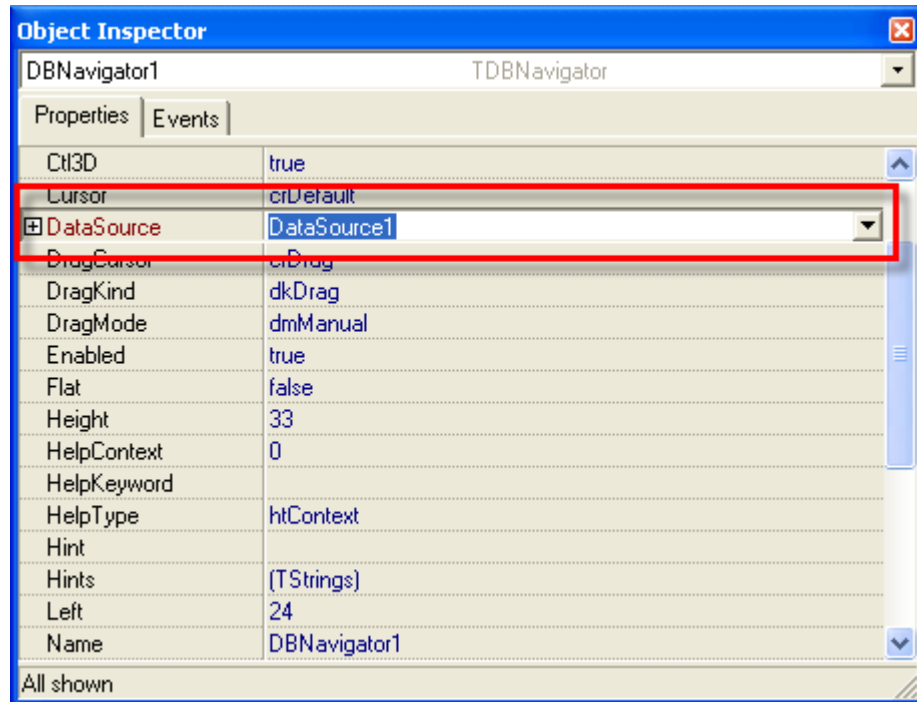 Object Inspector
DBNavigator1 TDBNavigator
Properties Events
Ctl3D true
Cursor crDefault
DataSource DataSource1
DragCursor crDrag
DragKind dkDrag
DragMode dmManual
Enabled true
Flat false
Height 33
HelpContext 0
HelpKeyword
HelpType htContext
Hint
Hints (TStrings)
Left 24
Name DBNavigator1
All shown